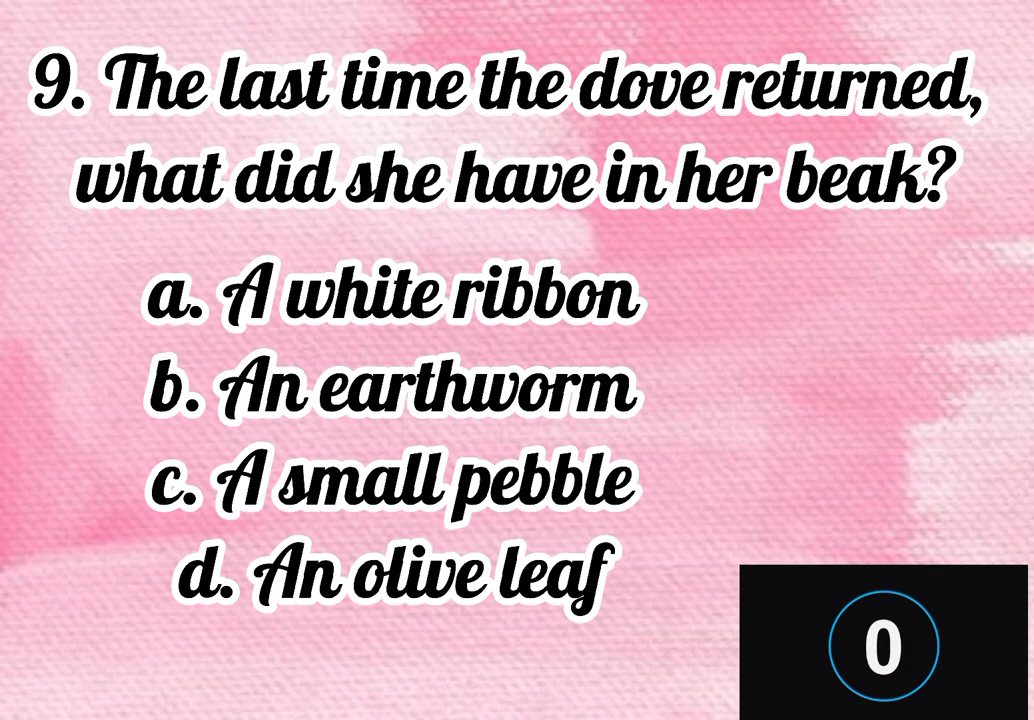 9. The last time the dove returned,
what did she have in her beak?
a. A white ribbon
b. An earthworm
c. A small pebble
d. An olive leaf
0